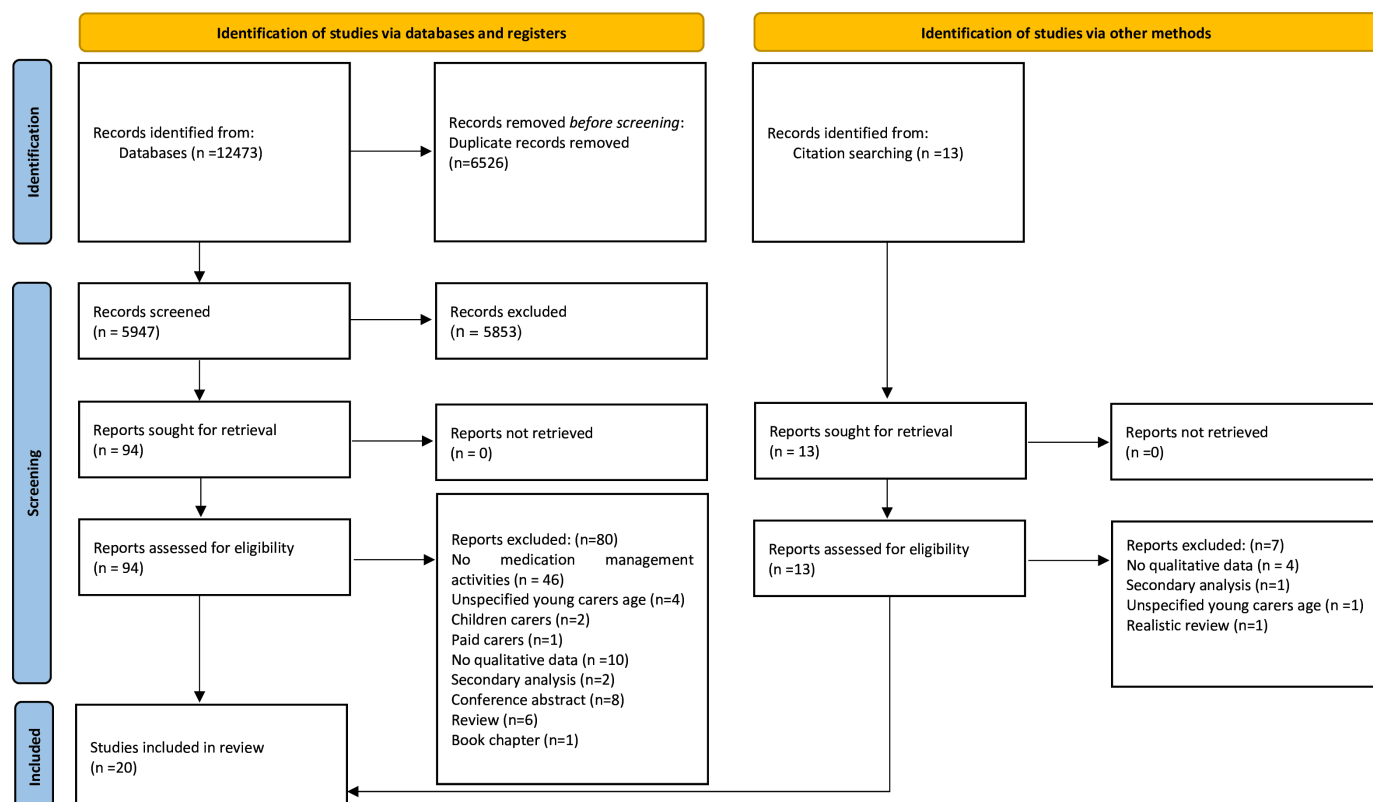 Identification of studies via databases and registers
Identification of studies via other methods
Identification
Records identified from:
Databases (n =12473)
Records removed before screening:
Duplicate records removed
(n=6526)
Records identified from:
Citation searching (n =13)
Screening
Records screened
(n = 5947)
Records excluded
(n = 5853)
Reports sought for retrieval
(n = 94)
Reports not retrieved
(n = 0)
Reports sought for retrieval
(n = 13)
Reports not retrieved
(n =0)
Reports assessed for eligibility
(n = 94)
Reports excluded: (n=80)
No medication management
activities (n = 46)
Unspecified young carers age (n=4)
Children carers (n=2)
Paid carers (n=1)
No qualitative data (n =10)
Secondary analysis (n=2)
Conference abstract (n=8)
Review (n=6)
Book chapter (n=1)
Reports assessed for eligibility
(n =13)
Reports excluded: (n=7)
No qualitative data (n = 4)
Secondary analysis (n=1)
Unspecified young carers age (n =1)
Realistic review (n=1)
Included
Studies included in review
(n =20)